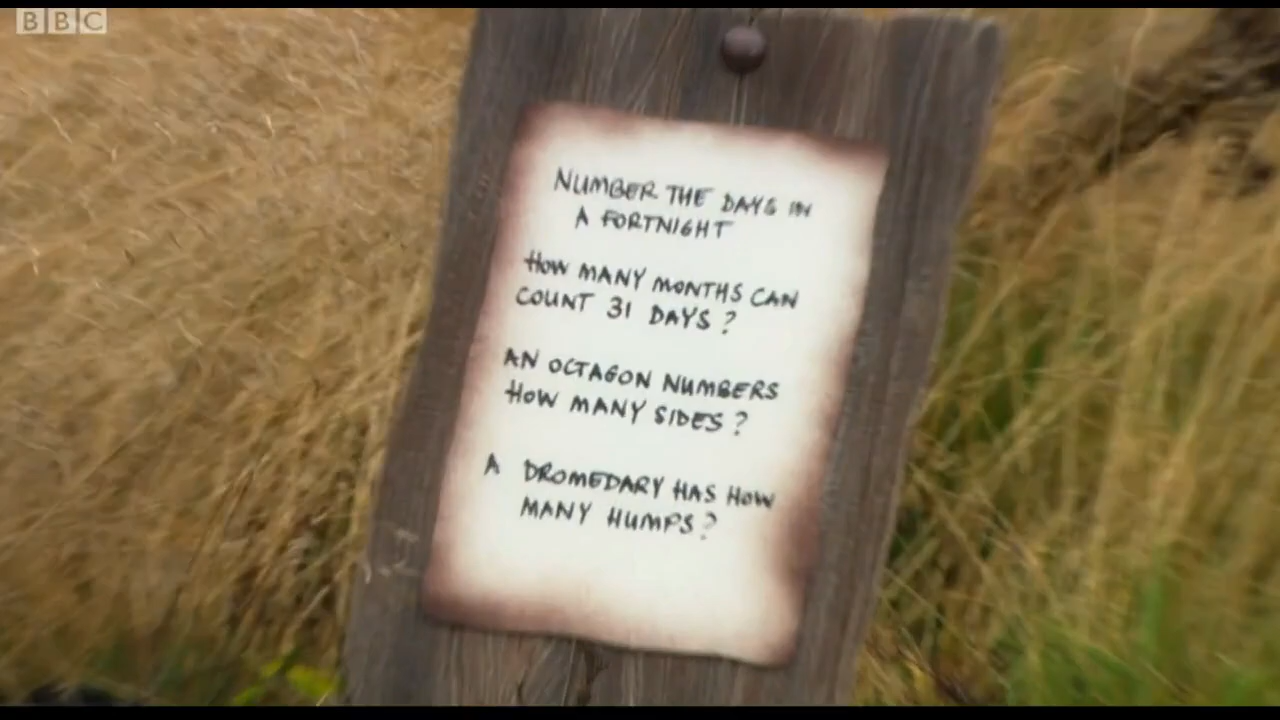 BBC
NUMBER THE DAYS IN
A FORTNIGHT
HOW MANY MONTHS CAN
COUNT 31 DAYS?
AN OCTAGON NUMBERS
HOW MANY SIDES?
A DROMEDARY HAS HOW
MANY HUMPS?